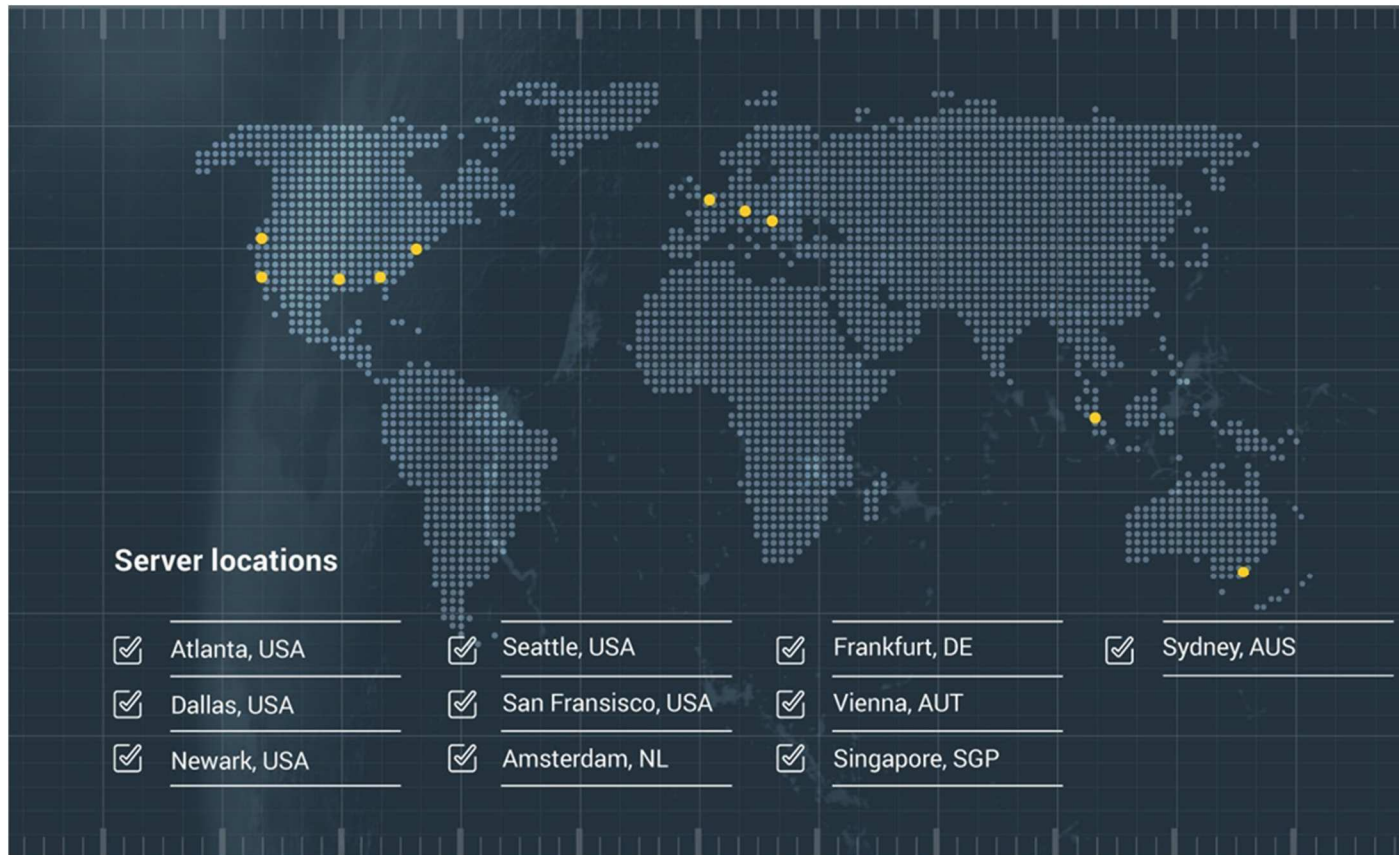 Server locations
Atlanta, USA
Dallas, USA
Newark, USA
Seattle, USA
San Fransisco, USA
Amsterdam, NL
Frankfurt, DE
Vienna, AUT
Singapore, SGP
Sydney, AUS